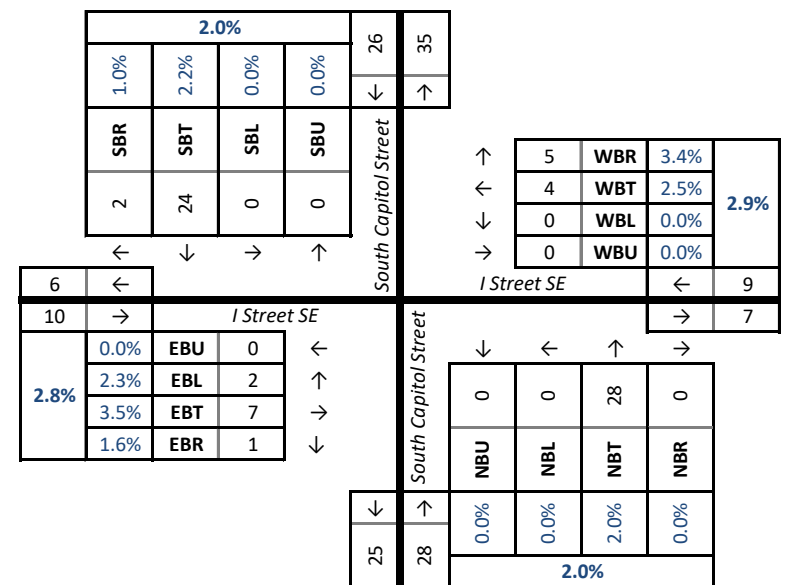 2.0% 26 35
1.0% 2.2% 0.0% 0.0% ↓ ↑
SBR SBT SBL SBU
2 24 0 0
← ↓ → ↑
South Capitol Street
↑ 5 WBR 3.4%
← 4 WBT 2.5%
2.9%
↓ 0 WBL 0.0%
→ 0 WBU 0.0%
6 ← I Street SE ← 9
10 → I Street SE → 7
0.0% EBU 0 ←
2.3% EBL 2 ↑
2.8%
3.5% EBT 7 →
1.6% EBR 1 ↓
South Capitol Street
↓ ← ↑ →
0 0 28 0
NBU NBL NBT NBR
↓ ↑ 0.0% 0.0% 2.0% 0.0%
25 28 2.0%